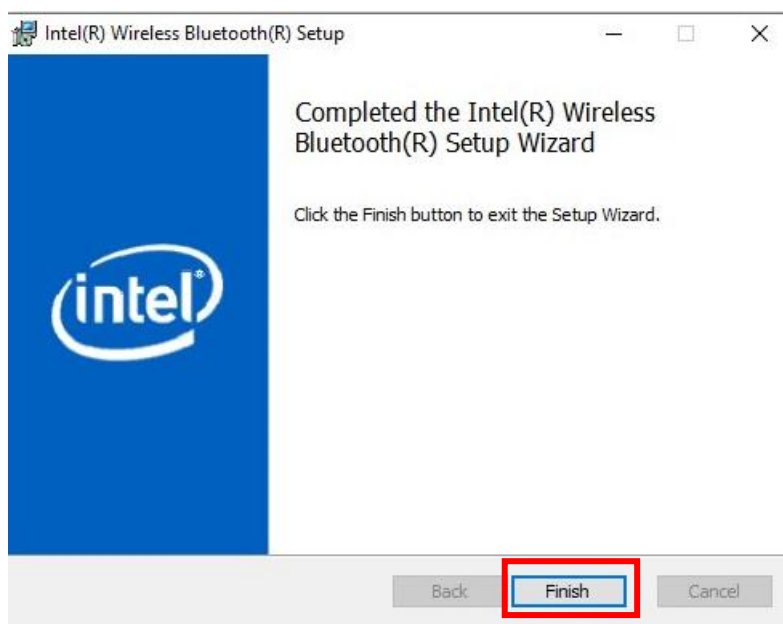 Intel(R) Wireless Bluetooth(R) Setup
Completed the Intel(R) Wireless
Bluetooth(R) Setup Wizard
Click the Finish button to exit the Setup Wizard.
intel®
Back Finish Cancel